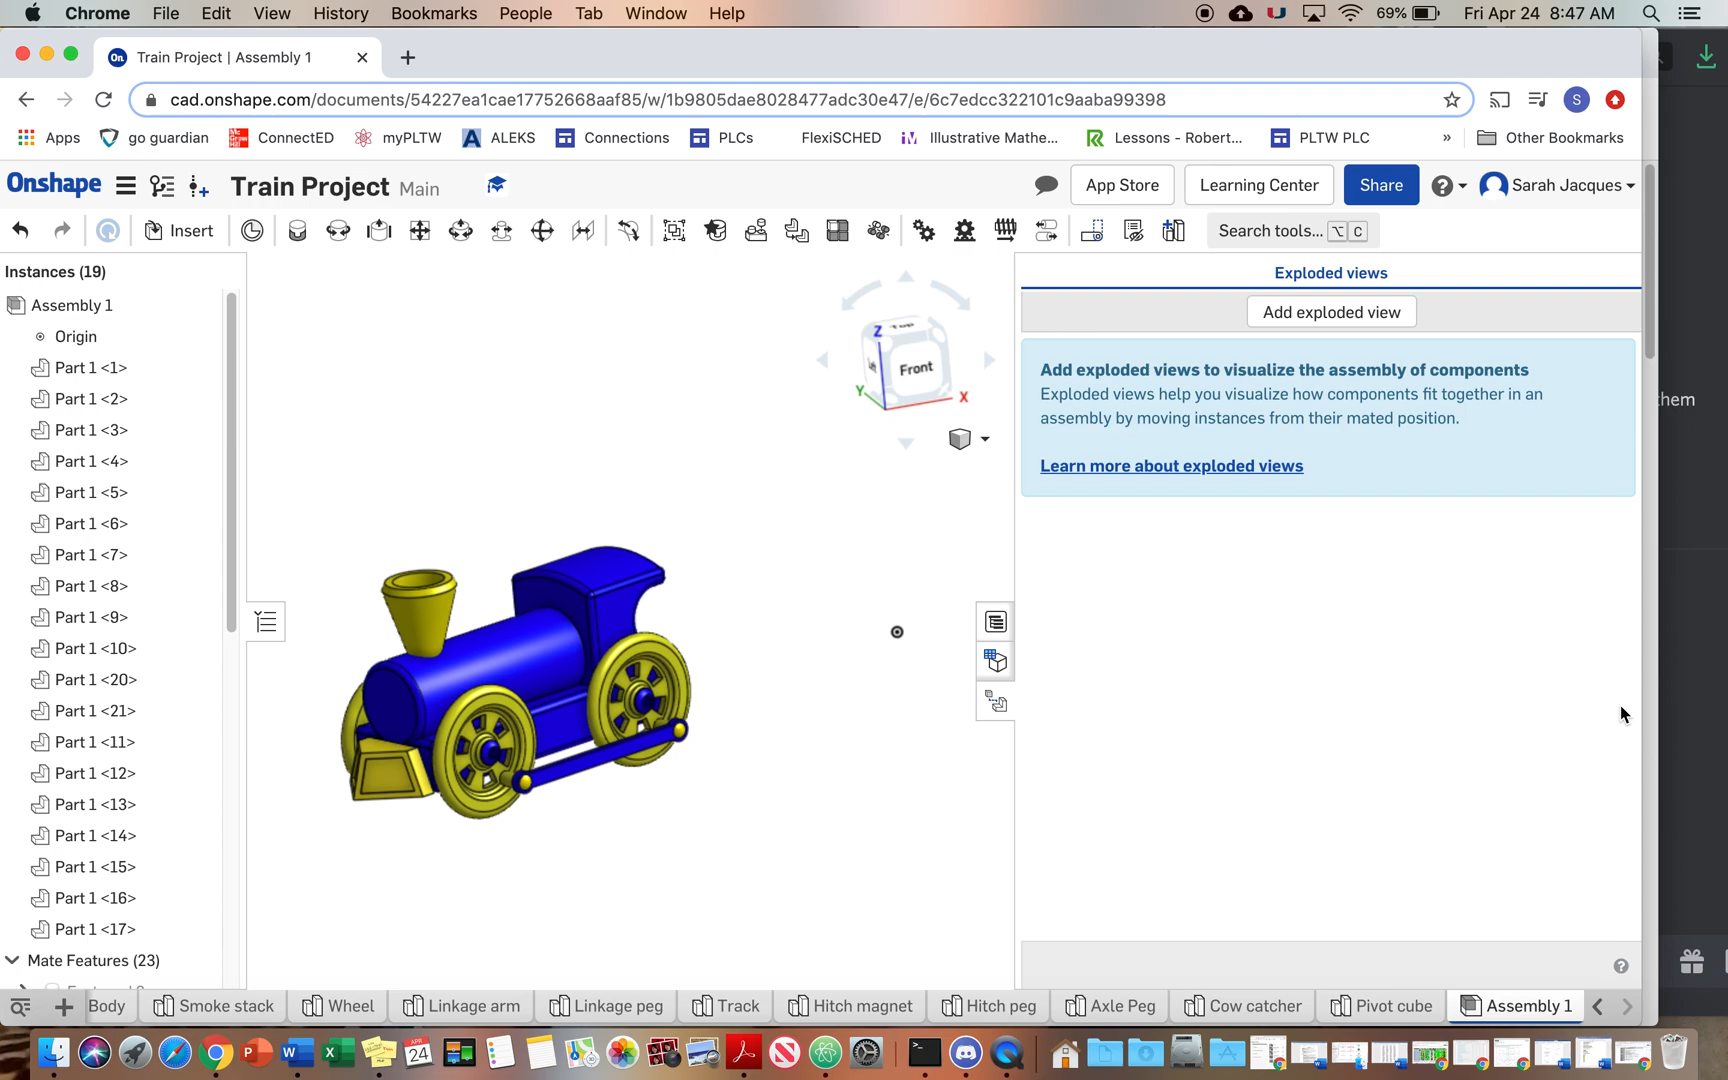 Chrome File Edit View History Bookmarks People Tab Window Help 69% Fri Apr 24 8:47 AM
On Train Project | Assembly 1
cad.onshape.com/documents/54227ea1cae17752668aaf85/w/1b9805dae8028477adc30e47/e/6c7edcc322101c9aaba99398 S
Apps go guardian ConnectED myPLTW ALEKS Connections PLCs FlexiSCHED Illustrative Mathe... Lessons - Robert... PLTW PLC » Other Bookmarks
Onshape Train Project Main App Store Learning Center Share Sarah Jacques
Insert Search tools... ⌥ C
Instances (19)
Assembly 1
Origin
Part 1 <1>
Part 1 <2>
Part 1 <3>
Part 1 <4>
Part 1 <5>
Part 1 <6>
Part 1 <7>
Part 1 <8>
Part 1 <9>
Part 1 <10>
Part 1 <20>
Part 1 <21>
Part 1 <11>
Part 1 <12>
Part 1 <13>
Part 1 <14>
Part 1 <15>
Part 1 <16>
Part 1 <17>
Mate Features (23)
Top
Z
Left
Front
Y
X
Exploded views
Add exploded view
Add exploded views to visualize the assembly of components
Exploded views help you visualize how components fit together in an
assembly by moving instances from their mated position.
Learn more about exploded views
hem
Body Smoke stack Wheel Linkage arm Linkage peg Track Hitch magnet Hitch peg Axle Peg Cow catcher Pivot cube Assembly 1